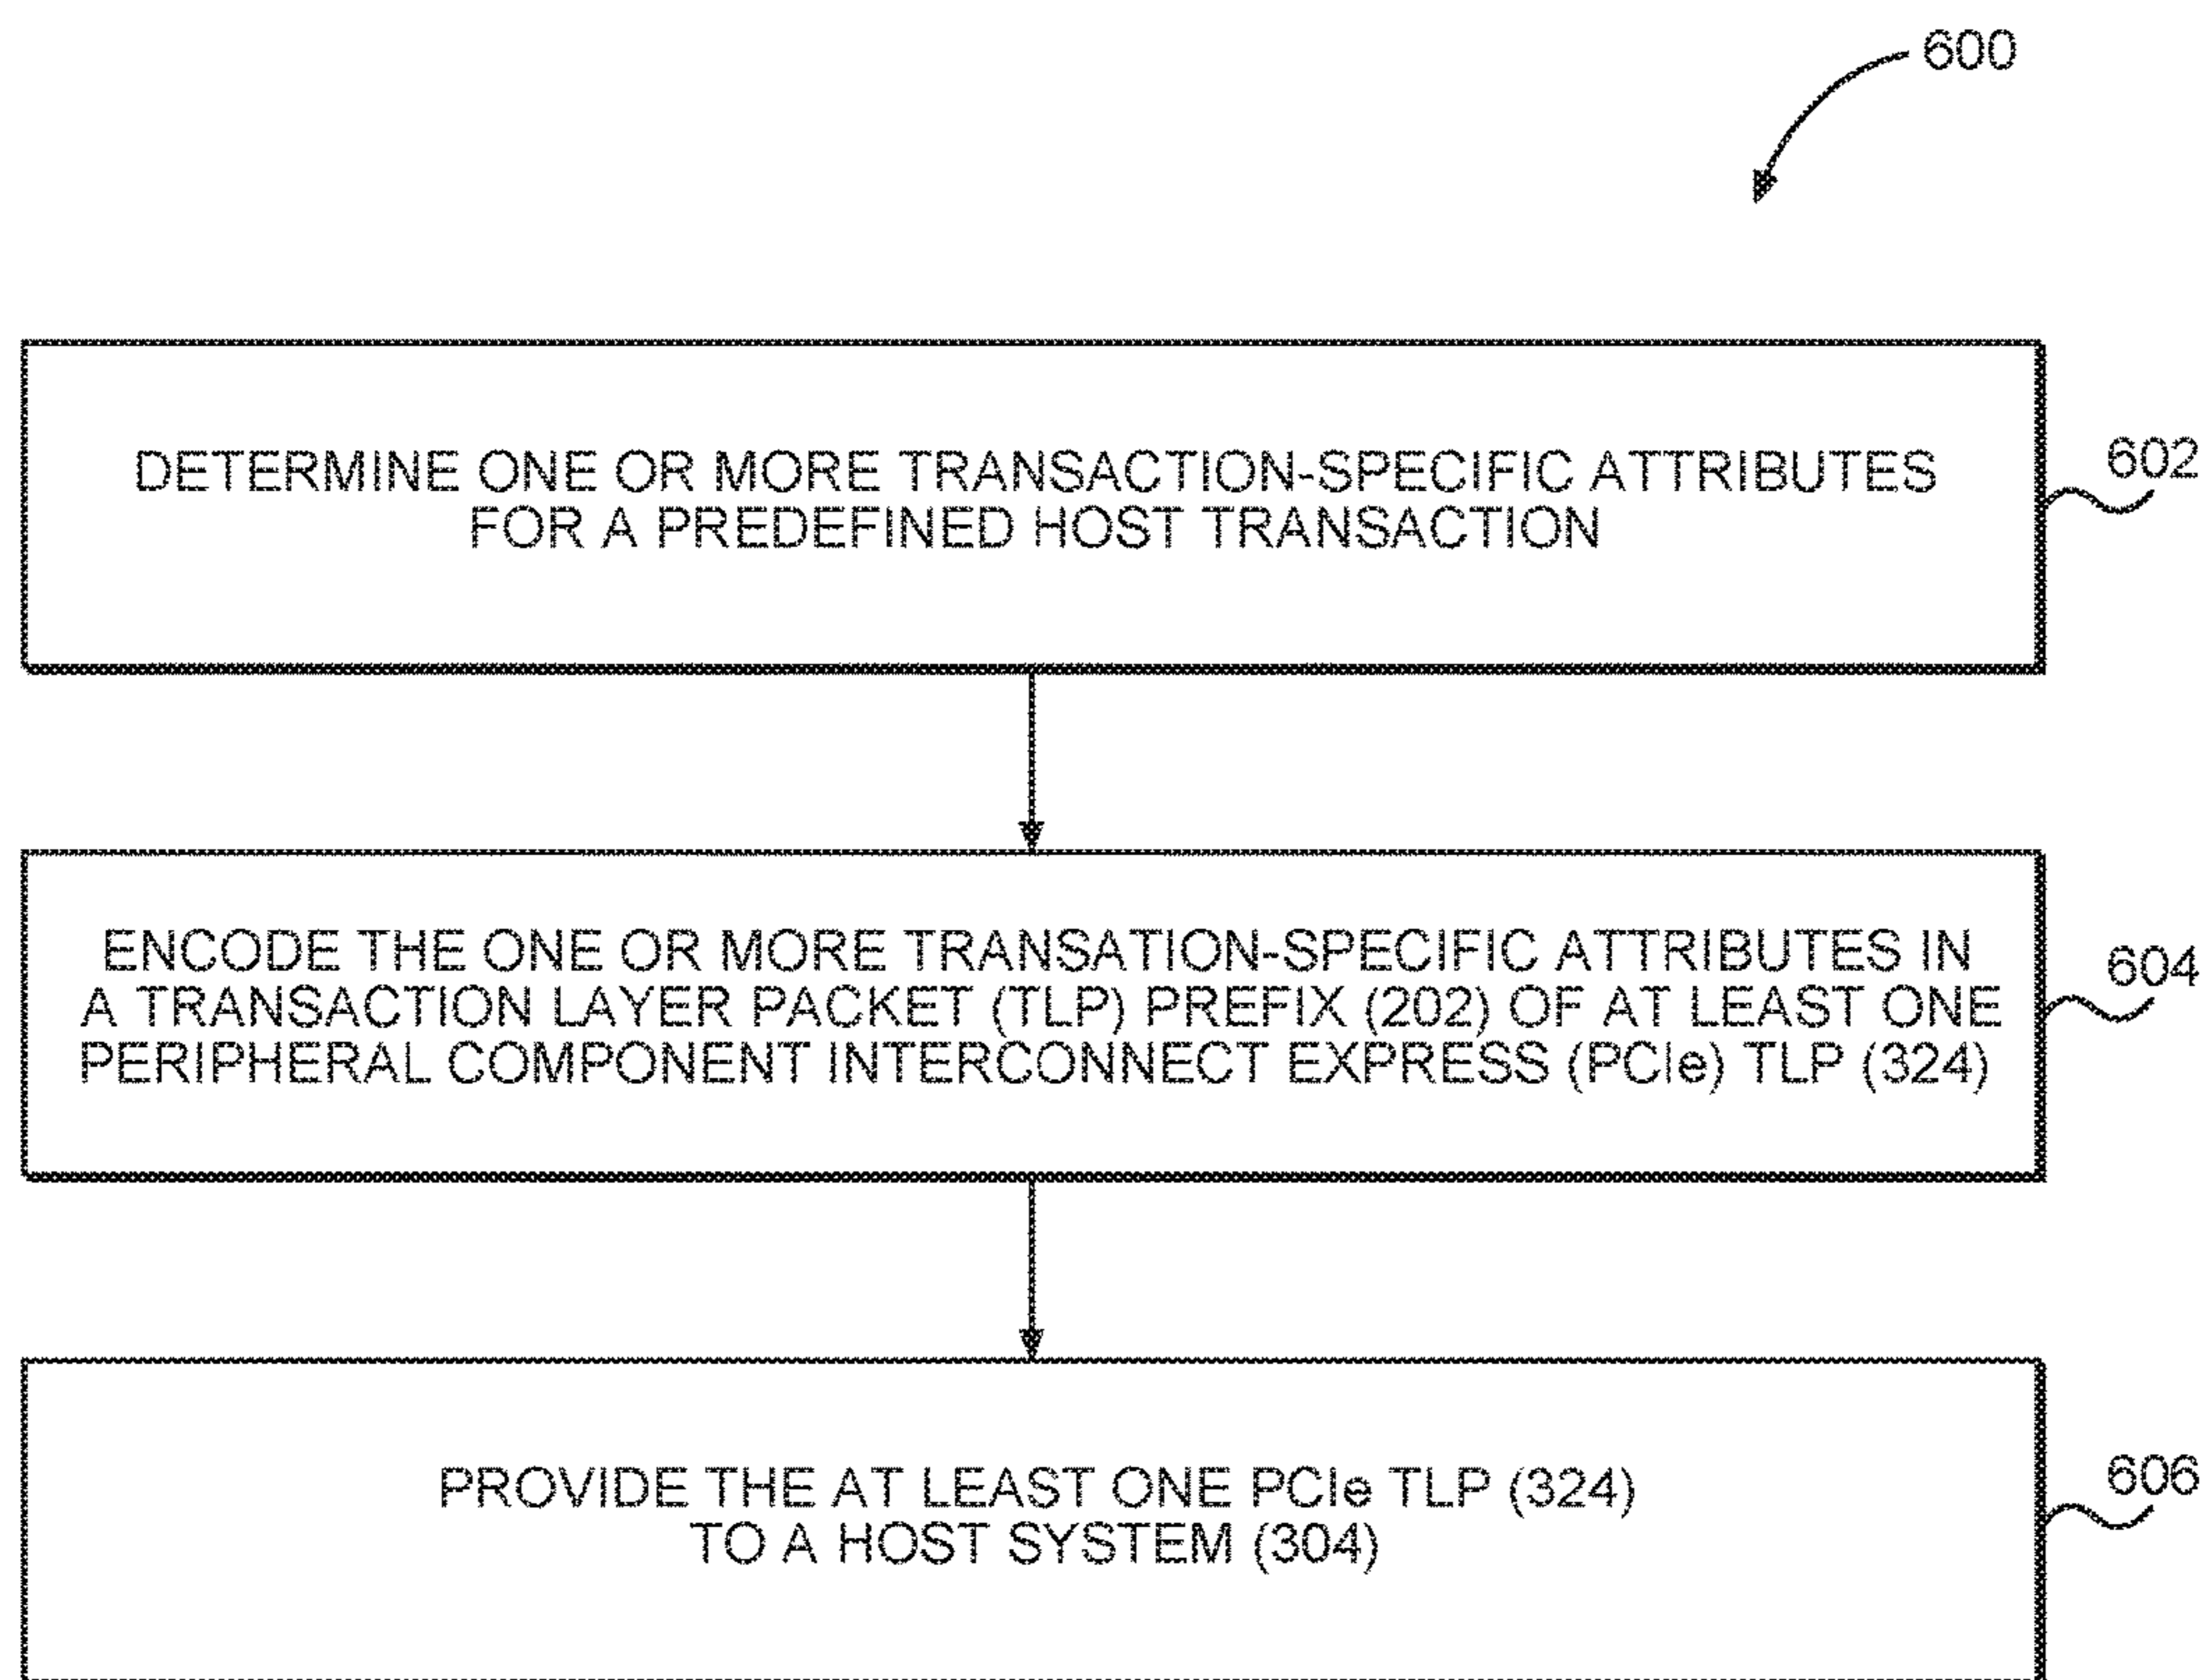 600
DETERMINE ONE OR MORE TRANSACTION-SPECIFIC ATTRIBUTES
FOR A PREDEFINED HOST TRANSACTION
602
ENCODE THE ONE OR MORE TRANSATION-SPECIFIC ATTRIBUTES IN
A TRANSACTION LAYER PACKET (TLP) PREFIX (202) OF AT LEAST ONE
PERIPHERAL COMPONENT INTERCONNECT EXPRESS (PCIe) TLP (324)
604
PROVIDE THE AT LEAST ONE PCIe TLP (324)
TO A HOST SYSTEM (304)
606